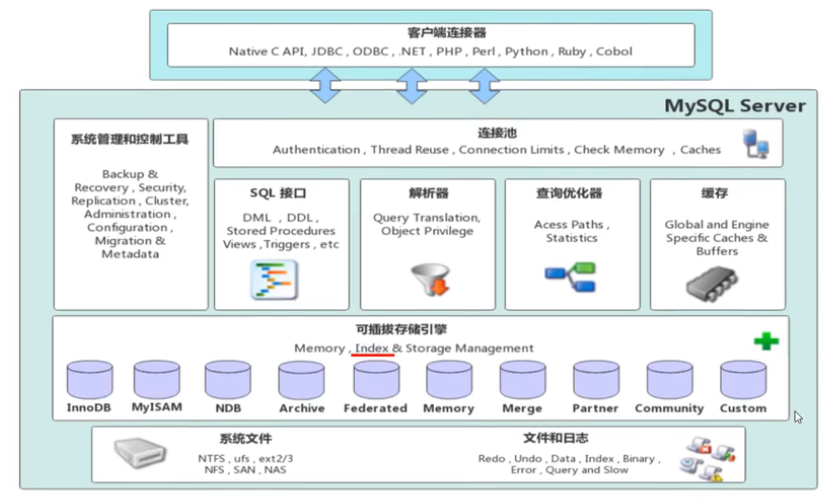 客户端连接器
Native C API, JDBC , ODBC , .NET , PHP , Perl , Python , Ruby , Cobol
MySQL Server
系统管理和控制工具
Backup &
Recovery , Security,
Replication , Cluster,
Administration ,
Configuration ,
Migration &
Metadata
连接池
Authentication , Thread Reuse , Connection Limits , Check Memory , Caches
SQL 接口
DML , DDL ,
Stored Procedures
Views ,Triggers , etc
解析器
Query Translation,
Object Privilege
查询优化器
Acess Paths ,
Statistics
缓存
Global and Engine
Specific Caches &
Buffers
可插拔存储引擎
Memory , Index & Storage Management
InnoDB
MyISAM
NDB
Archive
Federated
Memory
Merge
Partner
Community
Custom
系统文件
NTFS , ufs , ext2/3
NFS , SAN , NAS
文件和日志
Redo , Undo , Data , Index , Binary ,
Error , Query and Slow